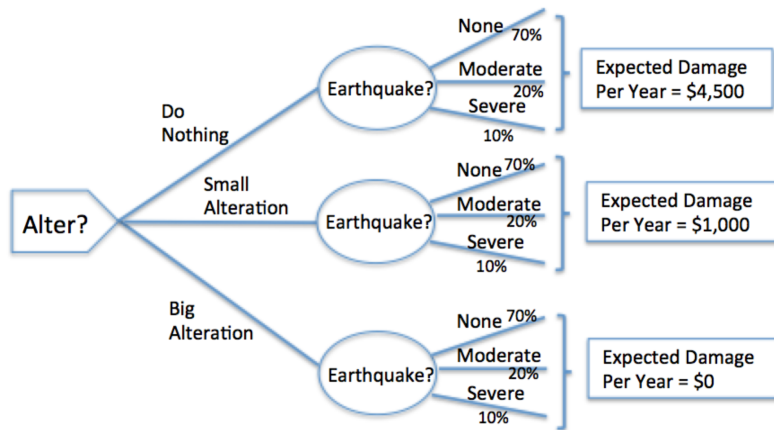 Alter?
Do
Nothing
Earthquake?
None
70%
Moderate
20%
Severe
10%
Expected Damage
Per Year = $4,500
Small
Alteration
Earthquake?
None
70%
Moderate
20%
Severe
10%
Expected Damage
Per Year = $1,000
Big
Alteration
Earthquake?
None
70%
Moderate
20%
Severe
10%
Expected Damage
Per Year = $0